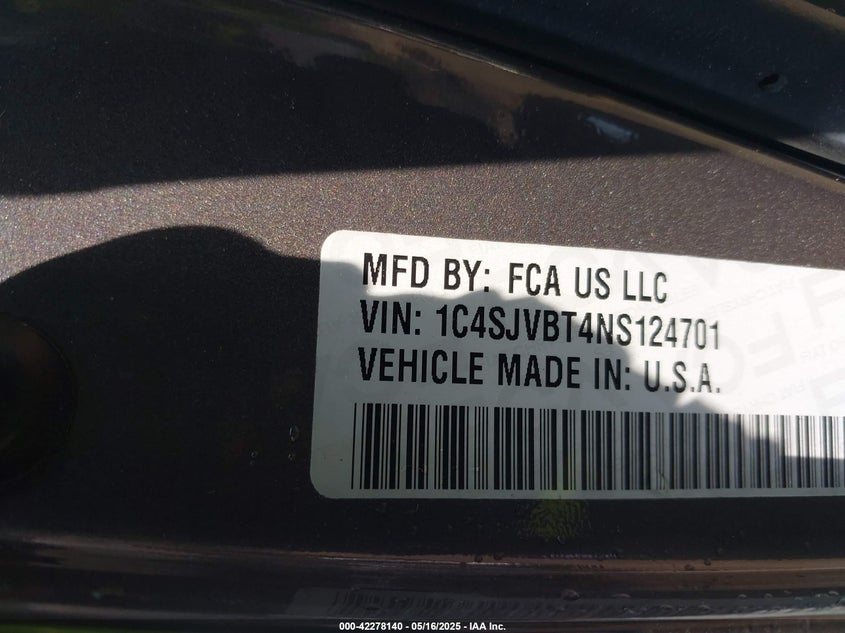 MFD BY: FCA US LLC
VIN: 1C4SJVBT4NS124701
VEHICLE MADE IN: U.S.A.
000-42278140 - 05/16/2025 - IAA Inc.